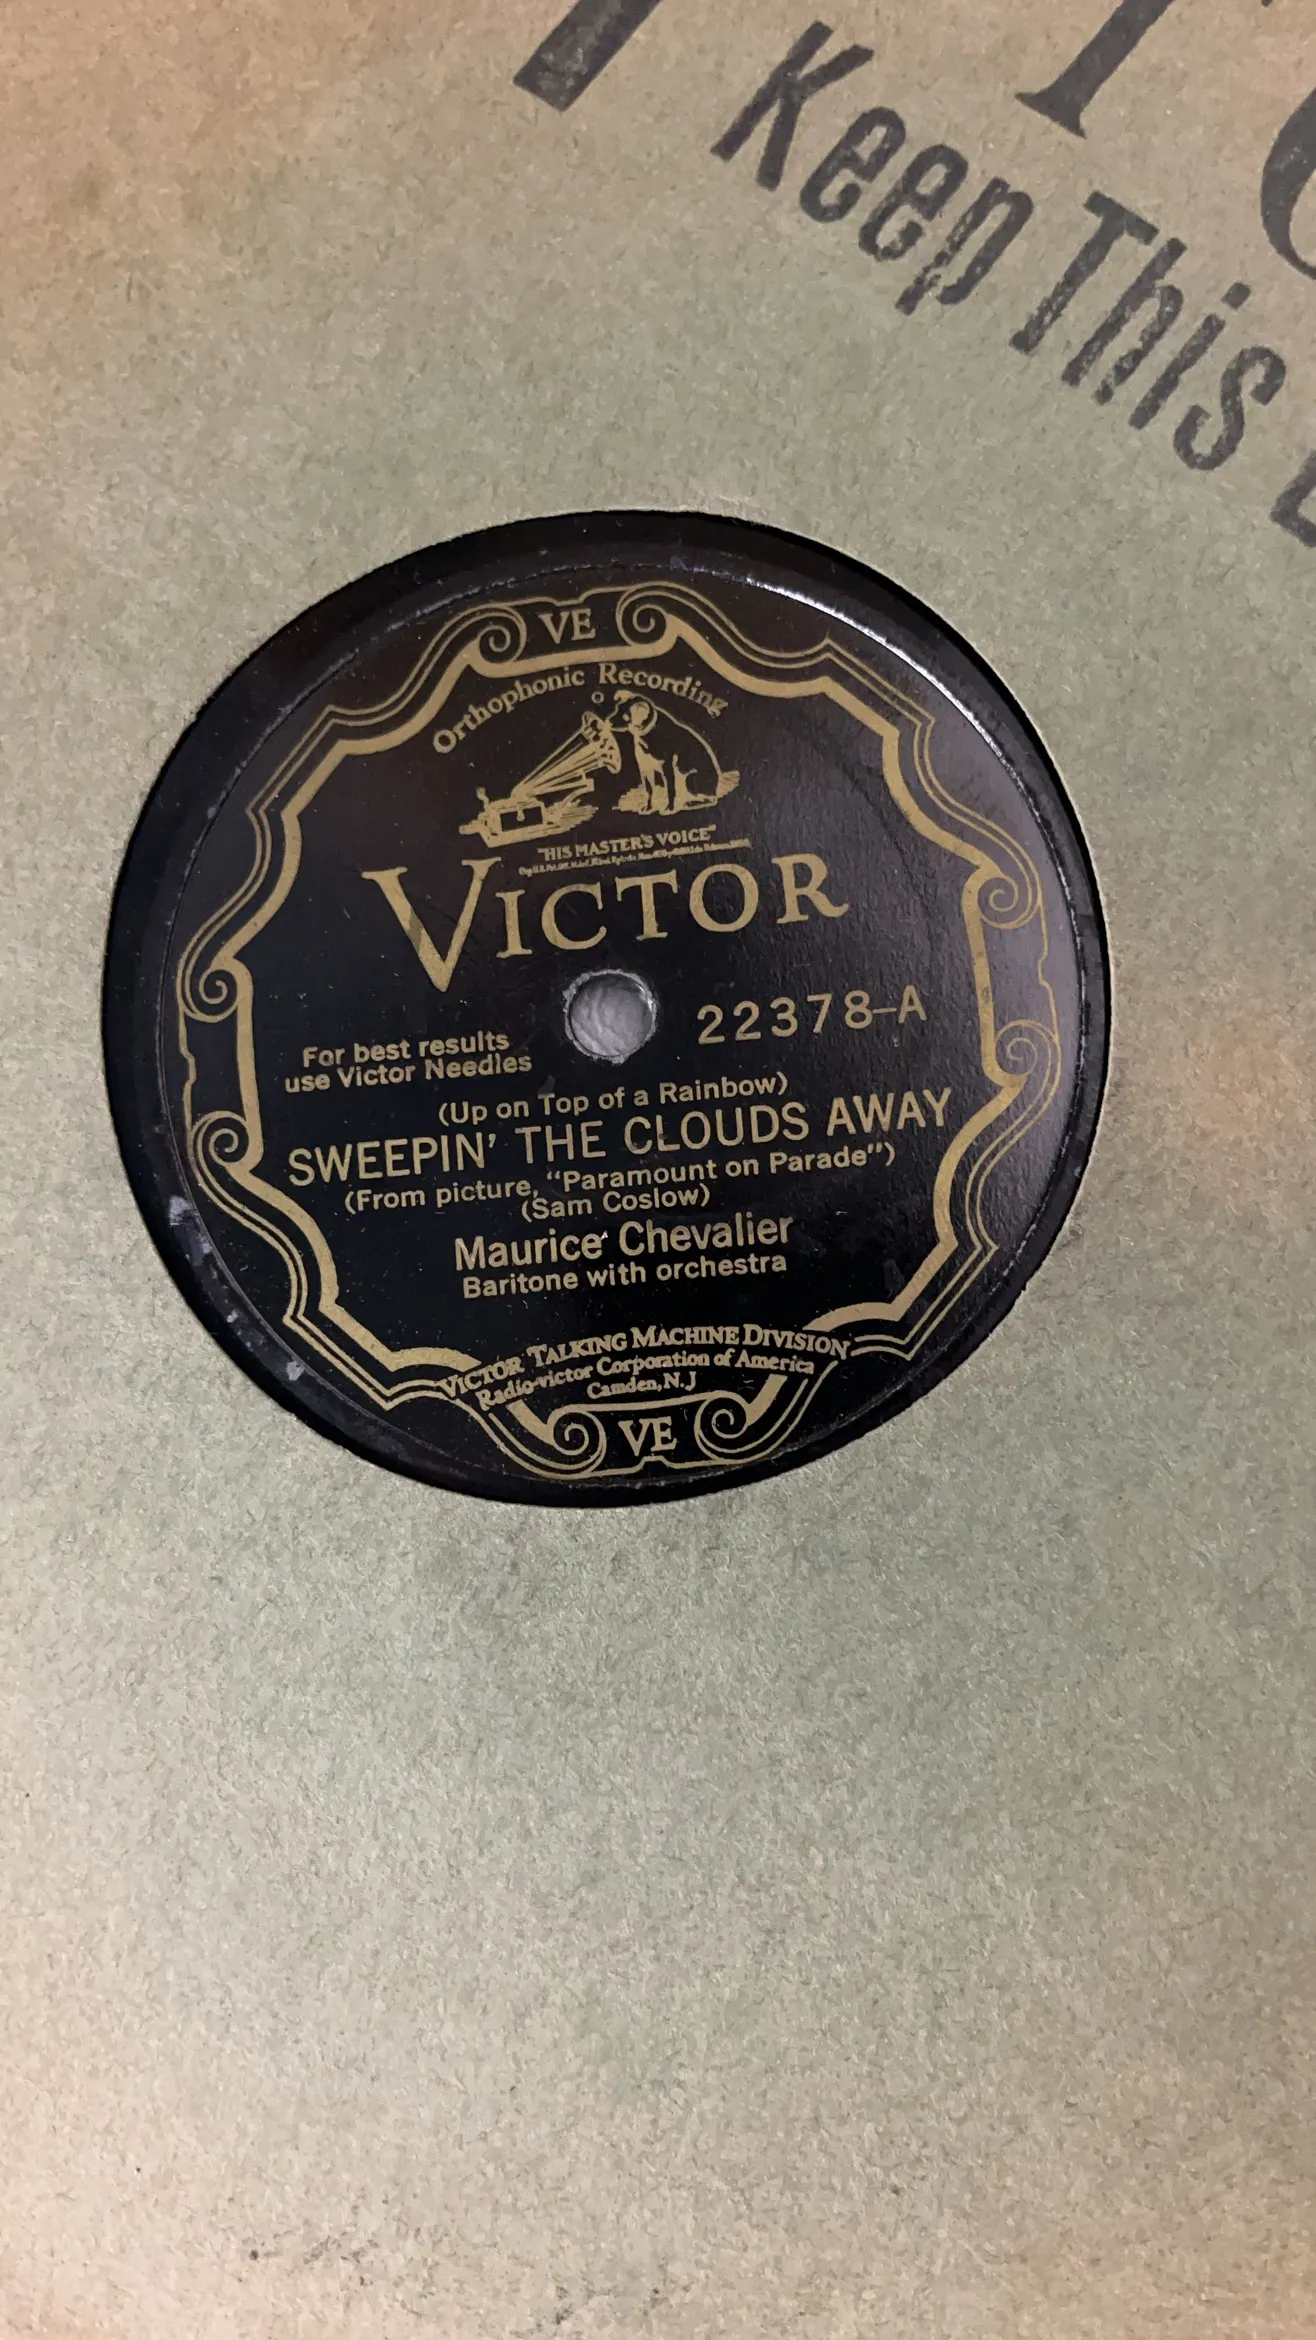 Keep This
VE
Orthophonic Recording
"HIS MASTER'S VOICE"
VICTOR
22378-A
For best results
use Victor Needles
(Up on Top of a Rainbow)
SWEEPIN' THE CLOUDS AWAY
(From picture, "Paramount on Parade")
(Sam Coslow)
Maurice Chevalier
Baritone with orchestra
VICTOR TALKING MACHINE DIVISION
Radio-Victor Corporation of America
Camden, N. J
VE